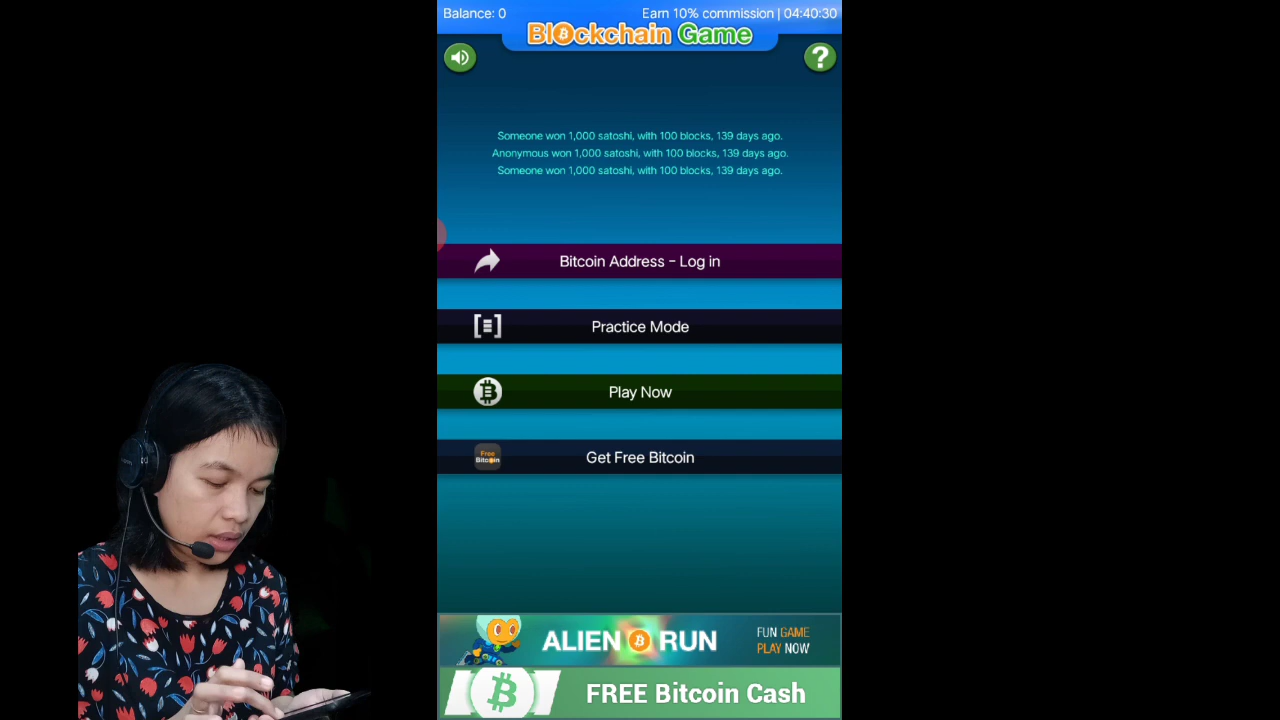 Balance: 0
Earn 10% commission | 04:40:30
Blockchain Game
?
Someone won 1,000 satoshi, with 100 blocks, 139 days ago.
Anonymous won 1,000 satoshi, with 100 blocks, 139 days ago.
Someone won 1,000 satoshi, with 100 blocks, 139 days ago.
Bitcoin Address - Log in
Practice Mode
Play Now
Free
Bitcoin
Get Free Bitcoin
ALIEN RUN
FUN GAME
PLAY NOW
FREE Bitcoin Cash